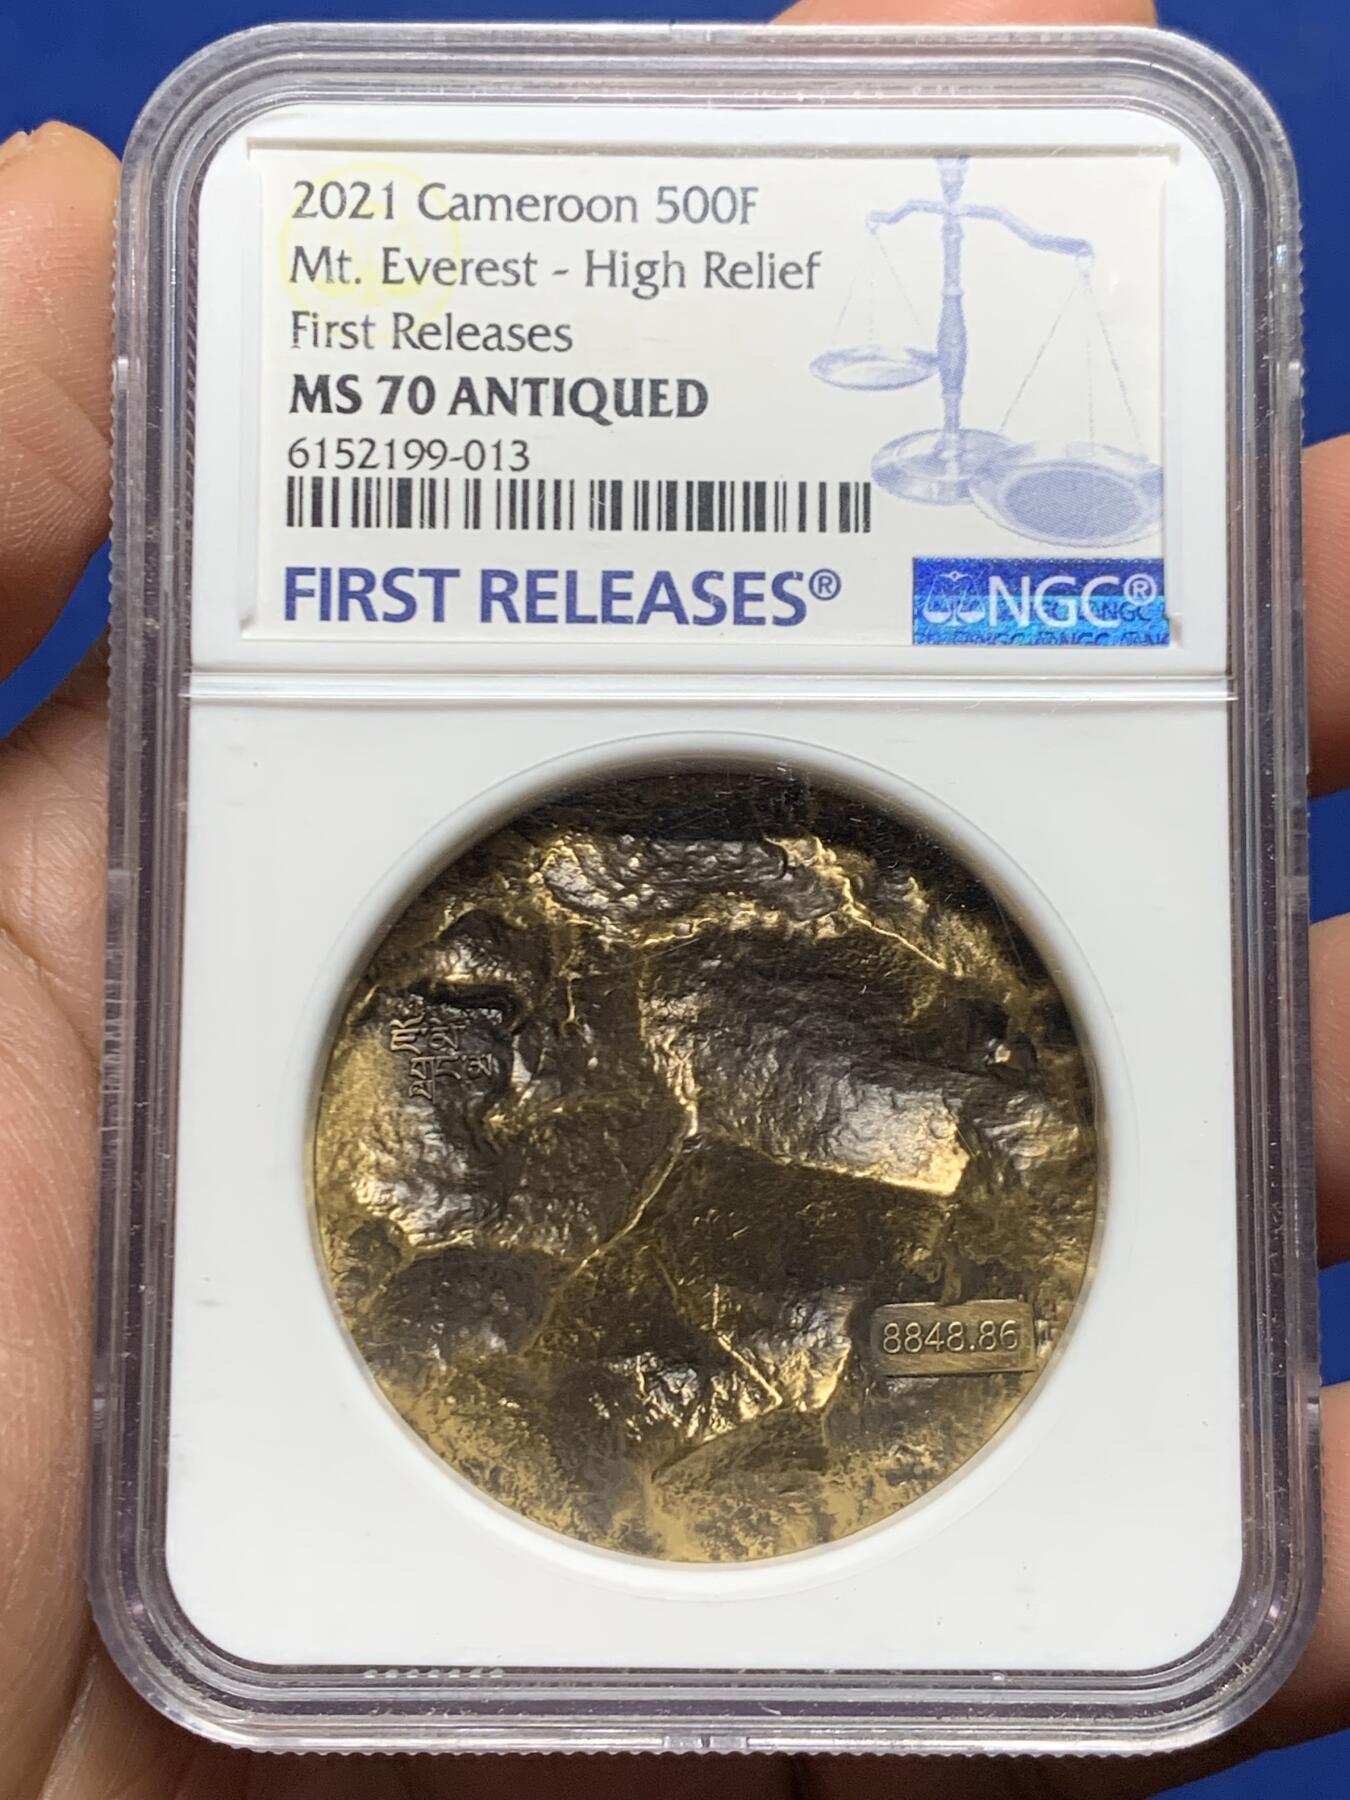 2021 Cameroon 500F
Mt. Everest - High Relief
First Releases
MS 70 ANTIQUED
6152199-013
FIRST RELEASES®
NGC®
8848.86